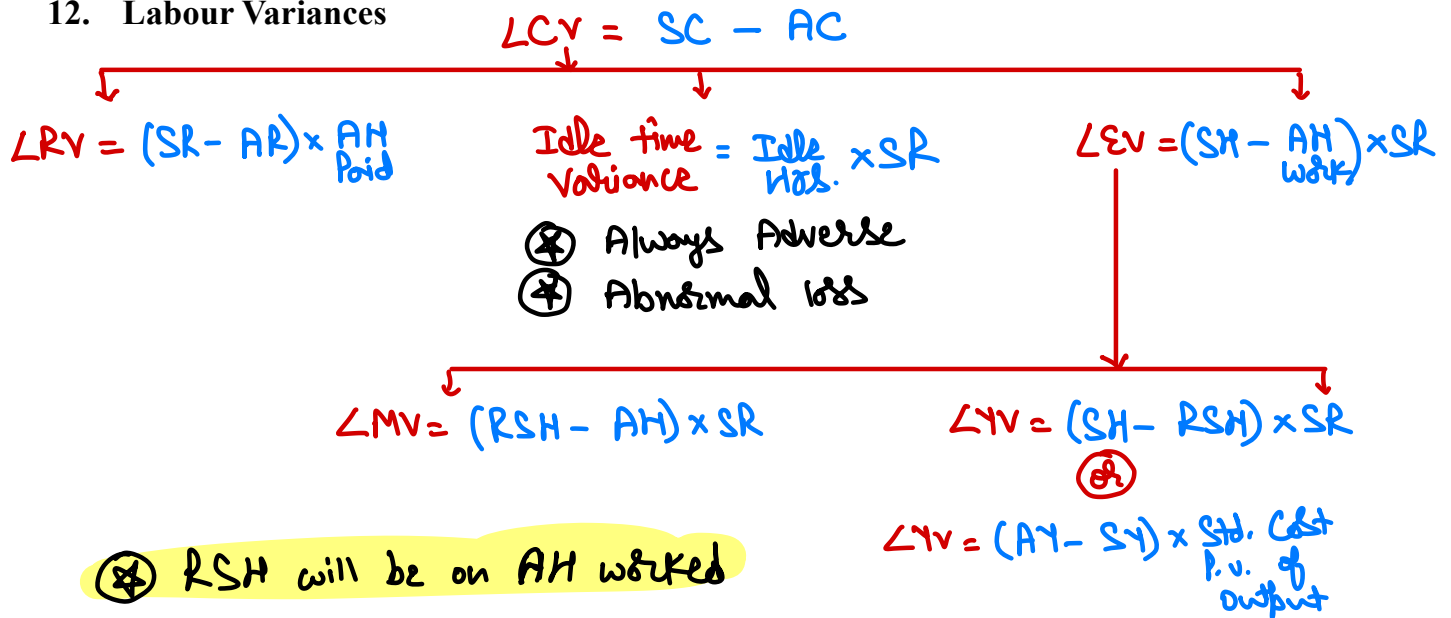 12. Labour Variances
LCV = SC - AC
LRV = (SR - AR) x AH Paid
Idle time variance = Idle Hrs. x SR
LEV = (SH - AH work) x SR
Always Adverse
Abnormal loss
LMV = (RSH - AH) x SR
LYV = (SH - RSH) x SR
or
LYV = (AY - SY) x Std. Cost P.U. of output
RSH will be on AH worked